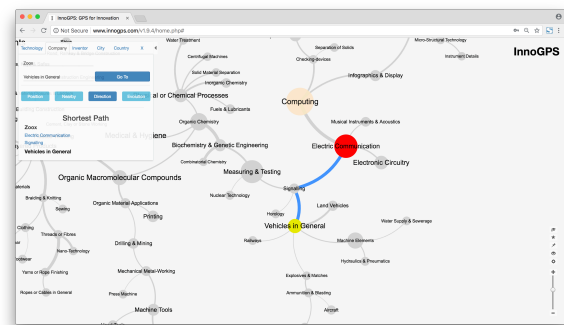 InnoGPS: GPS for Innovation
Not Secure www.innogps.com/v1.9.4/home.php#
InnoGPS
Technology Company Inventor City Country
Zoox
Vehicles in General Go To
Position Nearby Direction Excursion
Shortest Path
Zoox
Electric Communication
Signalling
Vehicles in General
Water Treatment
Centrifugal Machines
Solid Material Separation
Inorganic Chemistry
al or Chemical Processes
Fuels & Lubricants
Organic Chemistry
Medical & Hygiene
Biochemistry & Genetic Engineering
Combinatorial Chemistry
Organic Macromolecular Compounds
Measuring & Testing
Nuclear Technology
Separation of Solids
Checking-devices
Micro-Structural Technology
Instrument Details
Infographics & Display
Computing
Musical Instruments & Acoustics
Electric Communication
Electronic Circuitry
Signalling
Horology
Land Vehicles
Vehicles in General
Water Supply & Sewerage
Railways
Machine Elements
Hydraulics & Pneumatics
Explosives & Matches
Ammunition & Blasting
Aircraft
aterials
Braiding & Knitting
Sewing
Organic Material Applications
Printing
Clothing
Threads or Fibres
Nano-Technology
ootwear
Drilling & Mining
Yarns or Rope Finishing
Mechanical Metal-Working
Ropes or Cables in General
Press Machine
Machine Tools